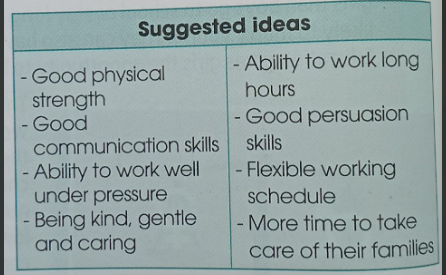 Suggested ideas
- Good physical
strength
- Good
communication skills
- Ability to work well
under pressure
- Being kind, gentle
and caring
- Ability to work long
hours
- Good persuasion
skills
- Flexible working
schedule
- More time to take
care of their families